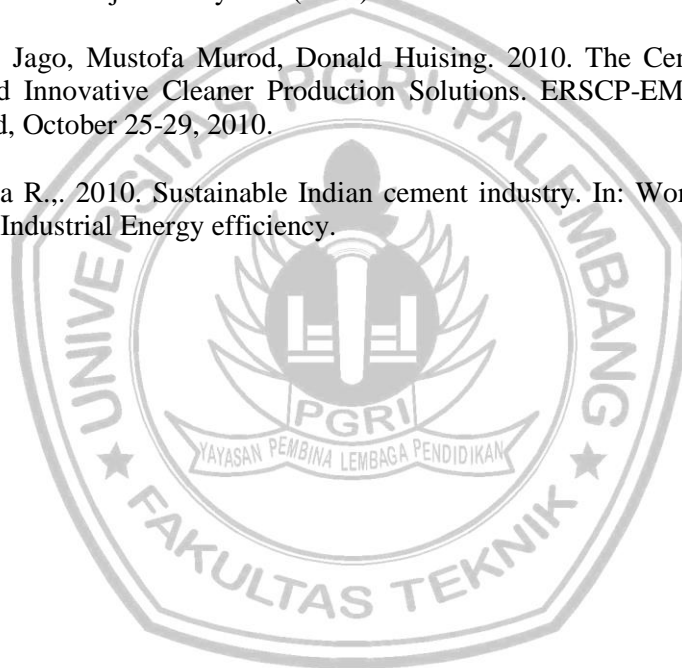 Jago, Mustofa Murod, Donald Huising. 2010. The Cer
d Innovative Cleaner Production Solutions. ERSCP-EM
d, October 25-29, 2010.
a R.,. 2010. Sustainable Indian cement industry. In: Wor
Industrial Energy efficiency.
UNIVERSITAS PGRI PALEMBANG
PGRI
YAYASAN PEMBINA LEMBAGA PENDIDIKAN
FAKULTAS TEKNIK